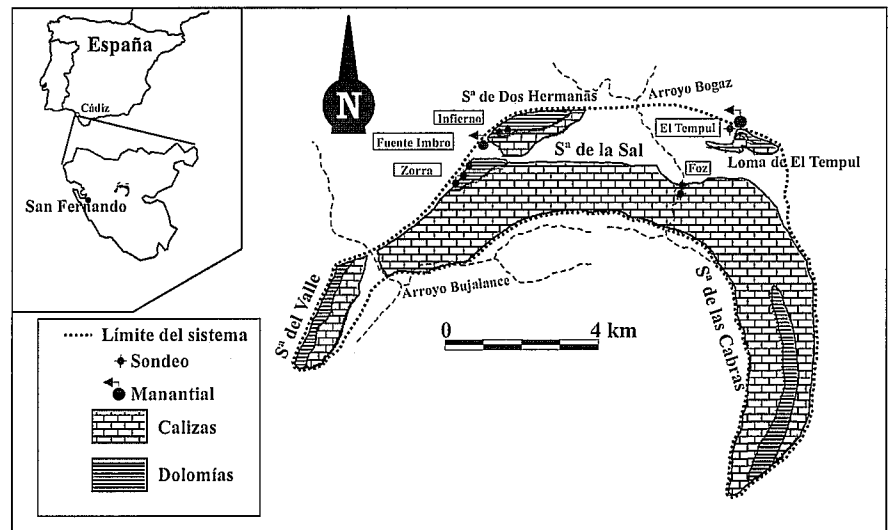 España
Cádiz
San Fernando
N
Sª de Dos Hermanas
Arroyo Bogaz
Infierno
Fuente Imbro
El Tempul
Sª de la Sal
Loma de El Tempul
Zorra
Foz
Sª del Valle
Arroyo Bujalance
Sª de las Cabras
0 4 km
Límite del sistema
Sondeo
Manantial
Calizas
Dolomías